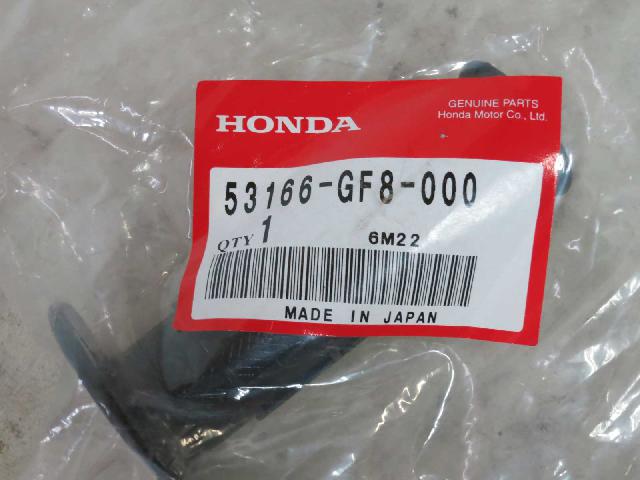 GENUINE PARTS
Honda Motor Co., Ltd.
HONDA
53166-GF8-000
QTY 1 6M22
MADE IN JAPAN